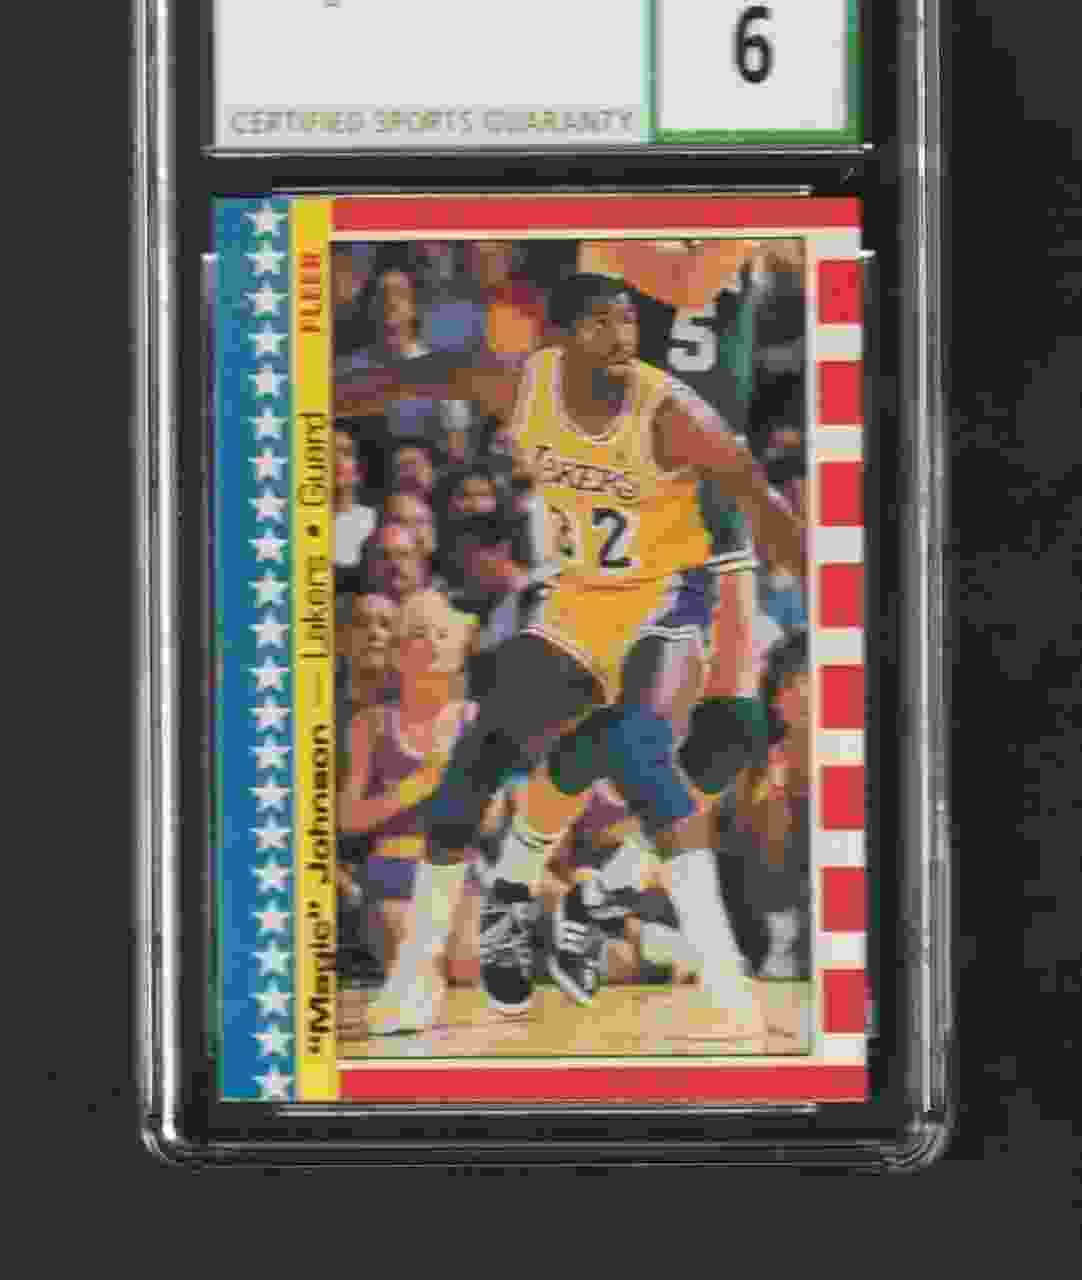 6
CERTIFIED SPORTS GUARANTY
"Magic" Johnson — Lakers • Guard FLEER
5
LAKERS
32